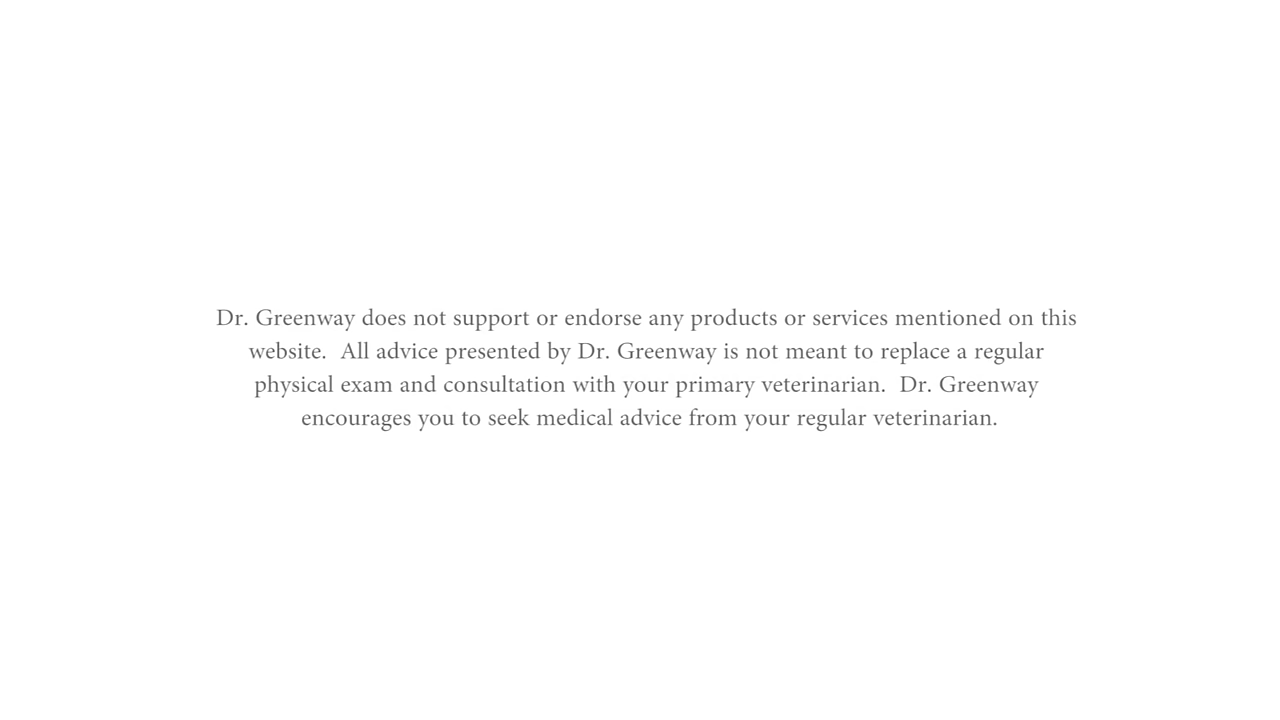 Dr. Greenway does not support or endorse any products or services mentioned on this
website.  All advice presented by Dr. Greenway is not meant to replace a regular
physical exam and consultation with your primary veterinarian.  Dr. Greenway
encourages you to seek medical advice from your regular veterinarian.